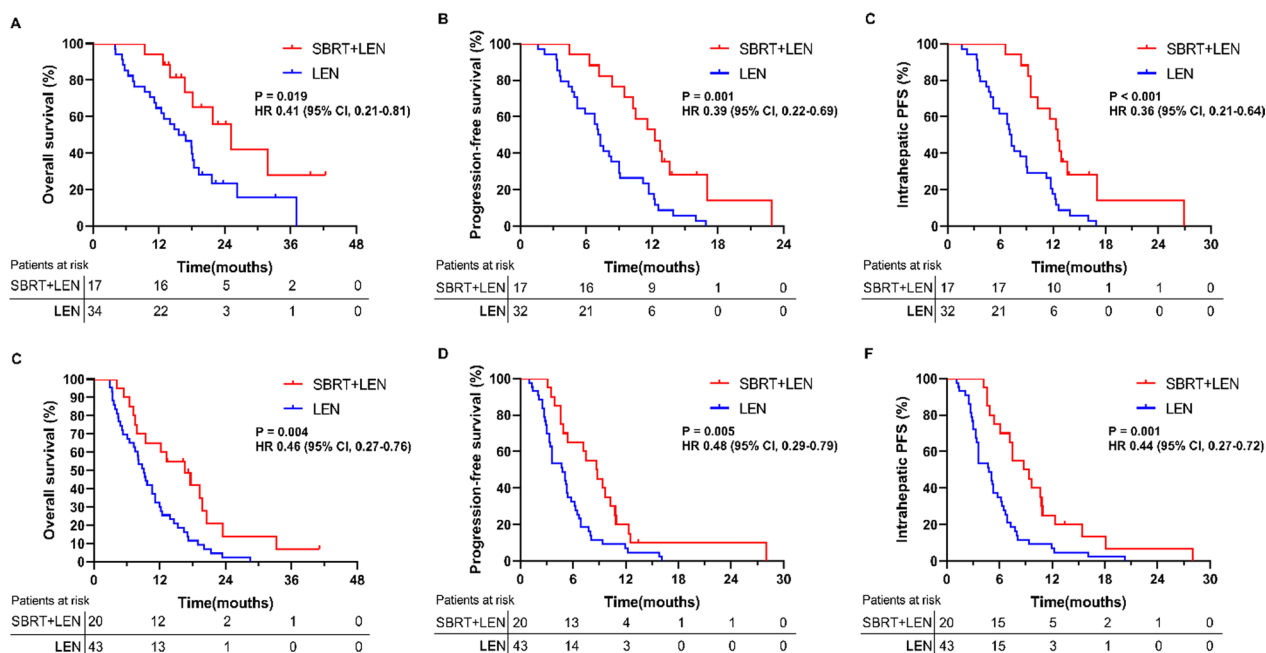 A
Overall survival (%)
100
80
60
40
20
0
SBRT+LEN
LEN
P = 0.019
HR 0.41 (95% CI, 0.21-0.81)
0 12 24 36 48
Time(mouths)
Patients at risk
SBRT+LEN 17 16 5 2 0
LEN 34 22 3 1 0
B
Progression-free survival (%)
100
80
60
40
20
0
SBRT+LEN
LEN
P = 0.001
HR 0.39 (95% CI, 0.22-0.69)
0 6 12 18 24
Time(mouths)
Patients at risk
SBRT+LEN 17 16 9 1 0
LEN 32 21 6 0 0
C
Intrahepatic PFS (%)
100
80
60
40
20
0
SBRT+LEN
LEN
P < 0.001
HR 0.36 (95% CI, 0.21-0.64)
0 6 12 18 24 30
Time(mouths)
Patients at risk
SBRT+LEN 17 17 10 1 1 0
LEN 32 21 6 0 0 0
C
Overall survival (%)
100
90
80
70
60
50
40
30
20
10
0
SBRT+LEN
LEN
P = 0.004
HR 0.46 (95% CI, 0.27-0.76)
0 12 24 36 48
Time(mouths)
Patients at risk
SBRT+LEN 20 12 2 1 0
LEN 43 13 1 0 0
D
Progression-free survival (%)
100
80
60
40
20
0
SBRT+LEN
LEN
P = 0.005
HR 0.48 (95% CI, 0.29-0.79)
0 6 12 18 24 30
Time(mouths)
Patients at risk
SBRT+LEN 20 13 4 1 1 0
LEN 43 14 3 0 0 0
F
Intrahepatic PFS (%)
100
80
60
40
20
0
SBRT+LEN
LEN
P = 0.001
HR 0.44 (95% CI, 0.27-0.72)
0 6 12 18 24 30
Time(mouths)
Patients at risk
SBRT+LEN 20 15 5 2 1 0
LEN 43 15 3 1 0 0